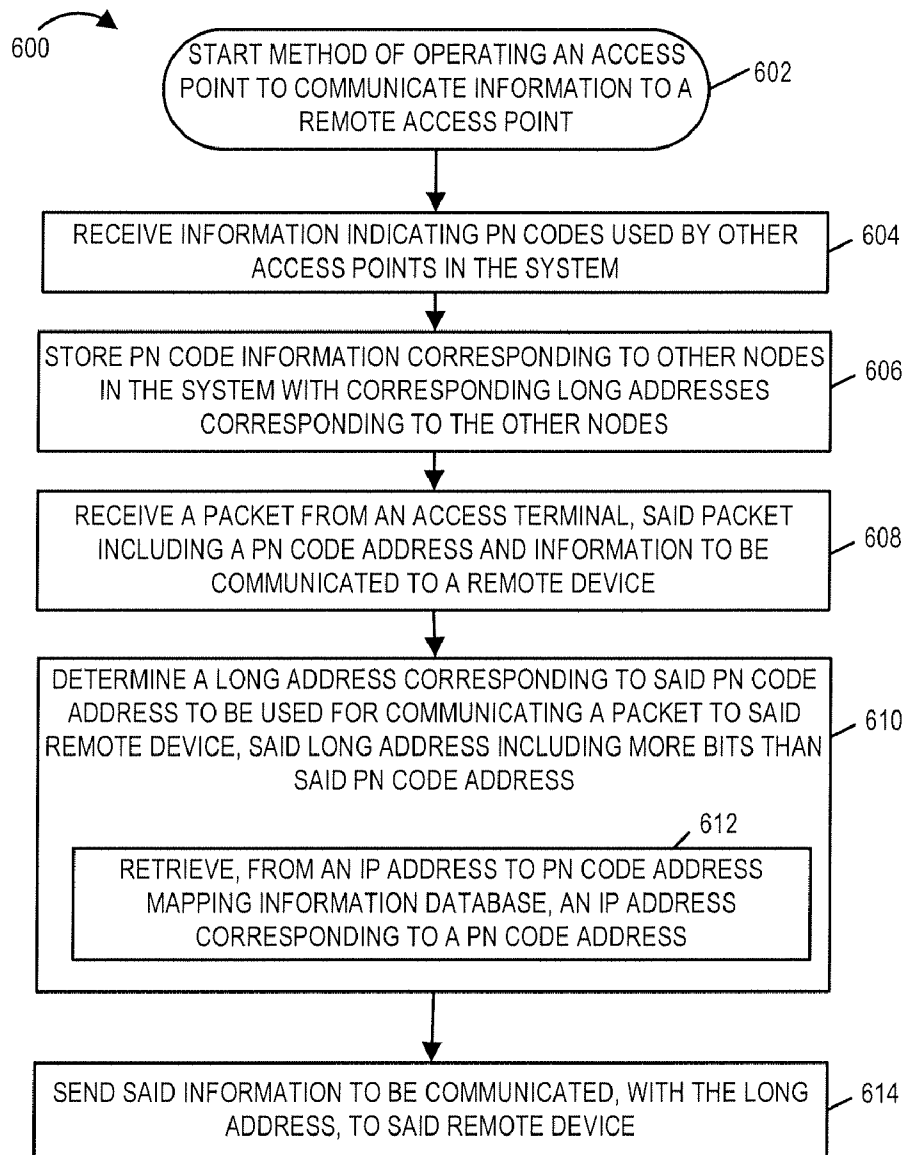 600
START METHOD OF OPERATING AN ACCESS
POINT TO COMMUNICATE INFORMATION TO A
REMOTE ACCESS POINT
602
RECEIVE INFORMATION INDICATING PN CODES USED BY OTHER
ACCESS POINTS IN THE SYSTEM
604
STORE PN CODE INFORMATION CORRESPONDING TO OTHER NODES
IN THE SYSTEM WITH CORRESPONDING LONG ADDRESSES
CORRESPONDING TO THE OTHER NODES
606
RECEIVE A PACKET FROM AN ACCESS TERMINAL, SAID PACKET
INCLUDING A PN CODE ADDRESS AND INFORMATION TO BE
COMMUNICATED TO A REMOTE DEVICE
608
DETERMINE A LONG ADDRESS CORRESPONDING TO SAID PN CODE
ADDRESS TO BE USED FOR COMMUNICATING A PACKET TO SAID
REMOTE DEVICE, SAID LONG ADDRESS INCLUDING MORE BITS THAN
SAID PN CODE ADDRESS
610
612
RETRIEVE, FROM AN IP ADDRESS TO PN CODE ADDRESS
MAPPING INFORMATION DATABASE, AN IP ADDRESS
CORRESPONDING TO A PN CODE ADDRESS
SEND SAID INFORMATION TO BE COMMUNICATED, WITH THE LONG
ADDRESS, TO SAID REMOTE DEVICE
614